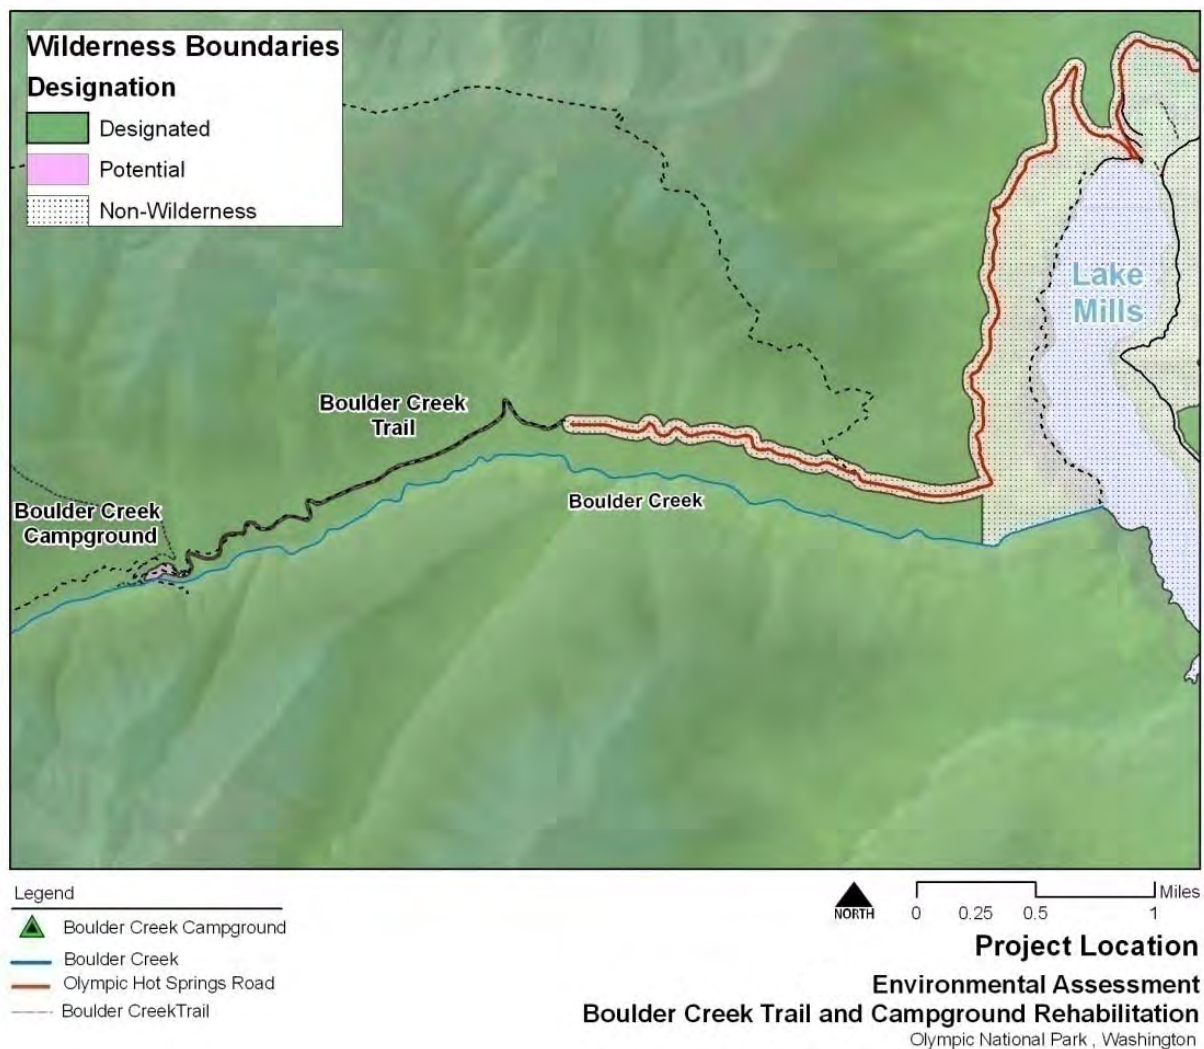 Wilderness Boundaries
Designation
Designated
Potential
Non-Wilderness
Lake
Mills
Boulder Creek
Trail
Boulder Creek
Boulder Creek
Campground
Legend
Boulder Creek Campground
Boulder Creek
Olympic Hot Springs Road
Boulder CreekTrail
NORTH
0 0.25 0.5 1 Miles
Project Location
Environmental Assessment
Boulder Creek Trail and Campground Rehabilitation
Olympic National Park , Washington